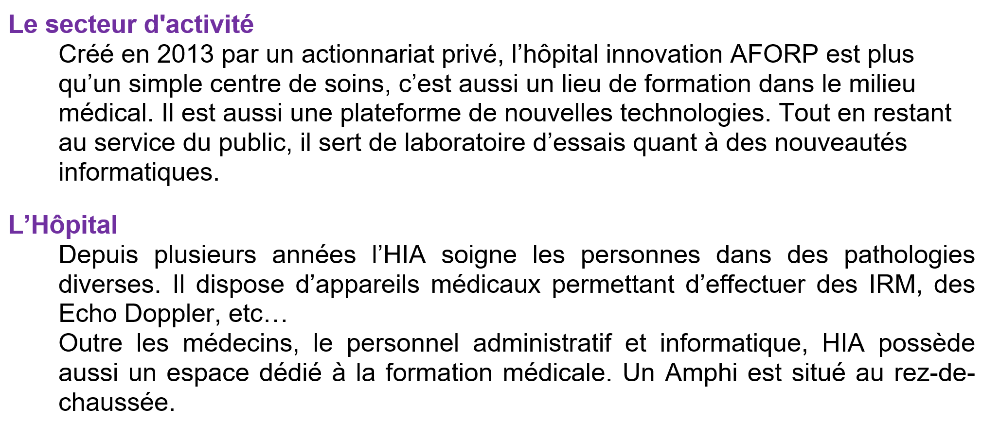 Le secteur d'activité
Créé en 2013 par un actionnariat privé, l’hôpital innovation AFORP est plus
qu’un simple centre de soins, c’est aussi un lieu de formation dans le milieu
médical. Il est aussi une plateforme de nouvelles technologies. Tout en restant
au service du public, il sert de laboratoire d’essais quant à des nouveautés
informatiques.
L’Hôpital
Depuis plusieurs années l’HIA soigne les personnes dans des pathologies
diverses. Il dispose d’appareils médicaux permettant d’effectuer des IRM, des
Echo Doppler, etc…
Outre les médecins, le personnel administratif et informatique, HIA possède
aussi un espace dédié à la formation médicale. Un Amphi est situé au rez-de-
chaussée.